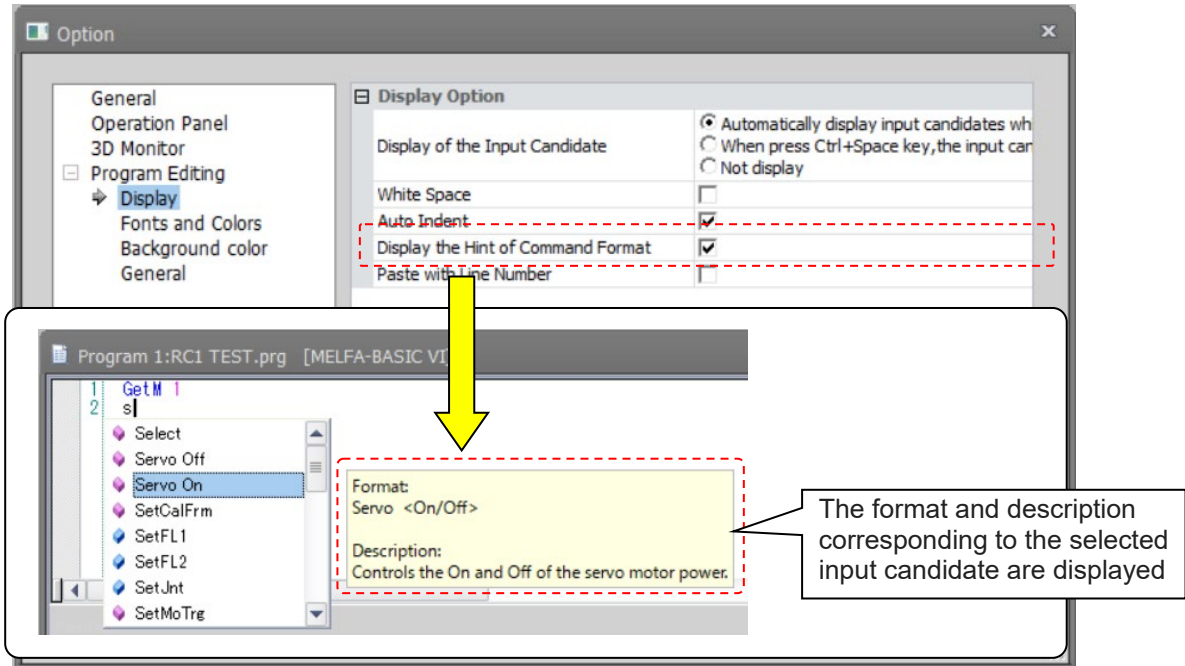 Option
General
Operation Panel
3D Monitor
Program Editing
Display
Fonts and Colors
Background color
General
Display Option
Display of the Input Candidate
Automatically display input candidates whi
When press Ctrl+Space key,the input can
Not display
White Space
Auto Indent
Display the Hint of Command Format
Paste with Line Number
Program 1:RC1 TEST.prg [MELFA-BASIC VI]
1 GetM 1
2 s
Select
Servo Off
Servo On
SetCalFrm
SetFL1
SetFL2
SetJnt
SetMoTrg
Format:
Servo <On/Off>
Description:
Controls the On and Off of the servo motor power.
The format and description
corresponding to the selected
input candidate are displayed